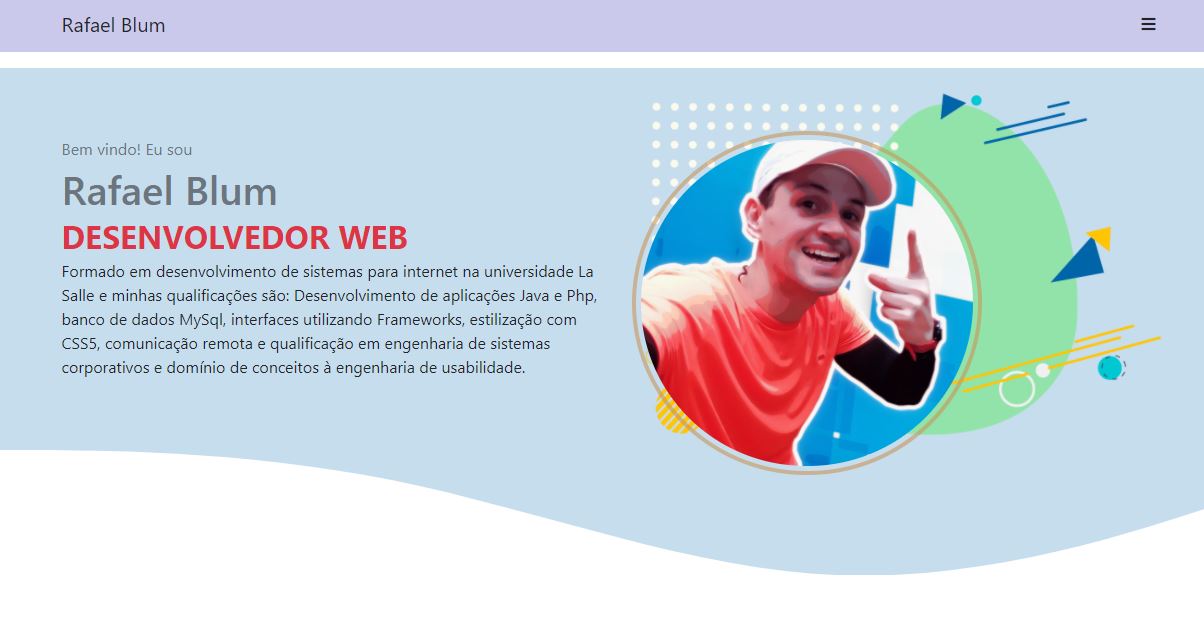 Rafael Blum
Bem vindo! Eu sou
Rafael Blum
DESENVOLVEDOR WEB
Formado em desenvolvimento de sistemas para internet na universidade La
Salle e minhas qualificações são: Desenvolvimento de aplicações Java e Php,
banco de dados MySql, interfaces utilizando Frameworks, estilização com
CSS5, comunicação remota e qualificação em engenharia de sistemas
corporativos e domínio de conceitos à engenharia de usabilidade.